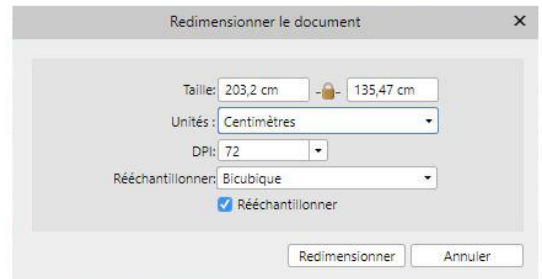 Redimensionner le document
Taille: 203,2 cm 135,47 cm
Unités : Centimètres
DPI: 72
Rééchantillonner: Bicubique
Rééchantillonner
Redimensionner Annuler